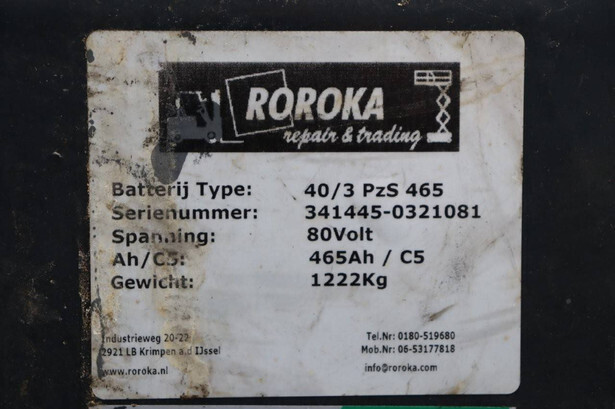 ROROKA
repair & trading
Batterij Type: 40/3 PzS 465
Serienummer: 341445-0321081
Spanning: 80Volt
Ah/C5: 465Ah / C5
Gewicht: 1222Kg
Industrieweg 20-22 Tel.Nr: 0180-519680
2921 LB Krimpen a.d IJssel Mob.Nr: 06-53177818
www.roroka.nl info@roroka.com